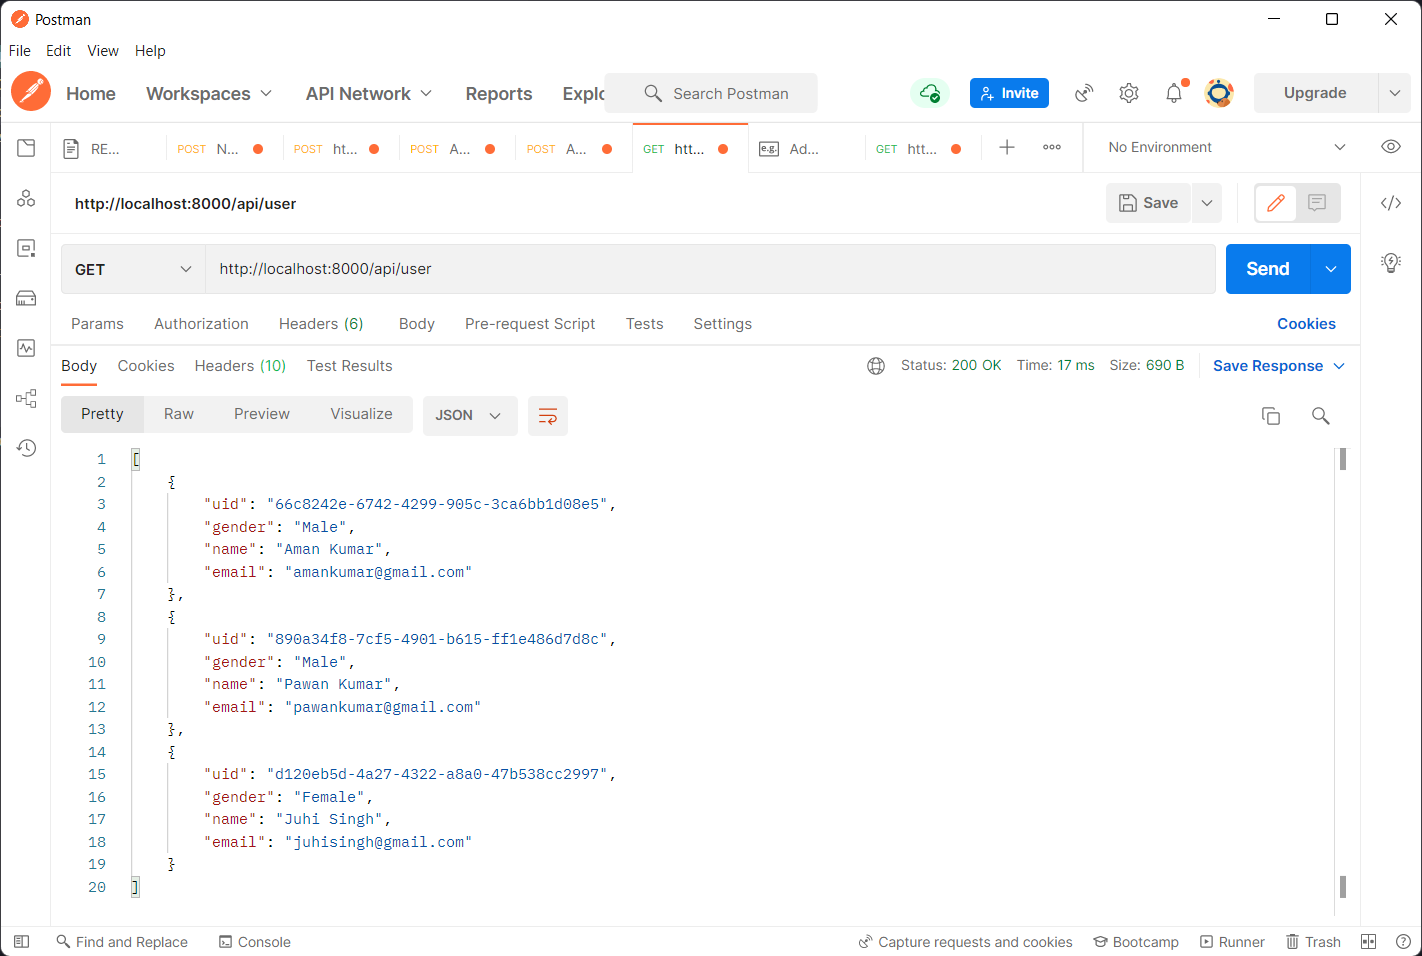 Postman
File Edit View Help
Home Workspaces API Network Reports Explo Search Postman Invite Upgrade
RE... POST N... POST ht... POST A... POST A... GET htt... e.g. Ad... GET htt... No Environment
http://localhost:8000/api/user Save
GET http://localhost:8000/api/user Send
Params Authorization Headers (6) Body Pre-request Script Tests Settings Cookies
Body Cookies Headers (10) Test Results Status: 200 OK Time: 17 ms Size: 690 B Save Response
Pretty Raw Preview Visualize JSON
1 [
2 {
3 "uid": "66c8242e-6742-4299-905c-3ca6bb1d08e5",
4 "gender": "Male",
5 "name": "Aman Kumar",
6 "email": "amankumar@gmail.com"
7 },
8 {
9 "uid": "890a34f8-7cf5-4901-b615-ff1e486d7d8c",
10 "gender": "Male",
11 "name": "Pawan Kumar",
12 "email": "pawankumar@gmail.com"
13 },
14 {
15 "uid": "d120eb5d-4a27-4322-a8a0-47b538cc2997",
16 "gender": "Female",
17 "name": "Juhi Singh",
18 "email": "juhisingh@gmail.com"
19 }
20 ]
Find and Replace Console Capture requests and cookies Bootcamp Runner Trash